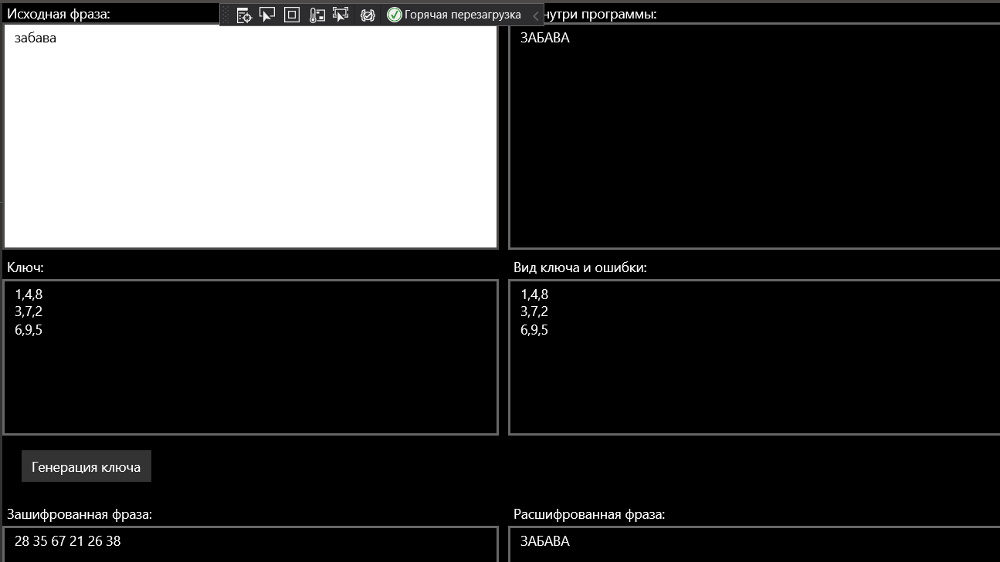 Исходная фраза:
Горячая перезагрузка
нутри программы:
забава
ЗАБАВА
Ключ:
Вид ключа и ошибки:
1,4,8
3,7,2
6,9,5
1,4,8
3,7,2
6,9,5
Генерация ключа
Зашифрованная фраза:
Расшифрованная фраза:
28 35 67 21 26 38
ЗАБАВА